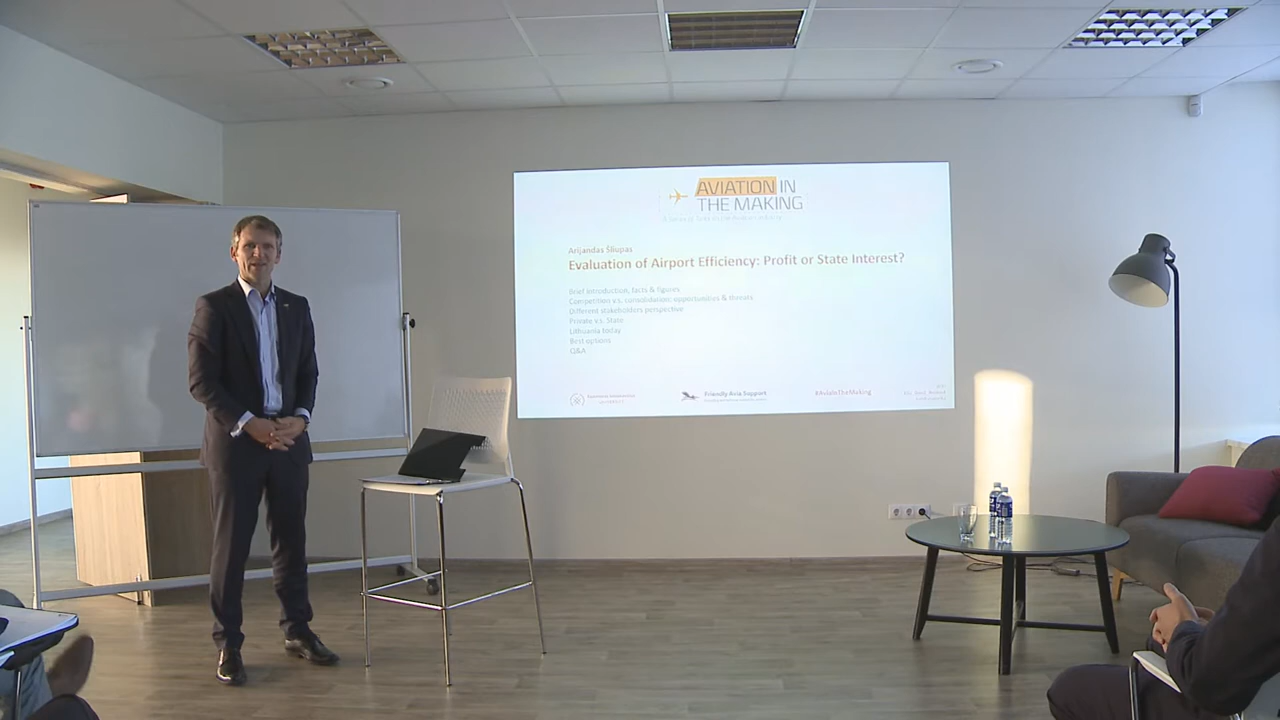 AVIATION IN
THE MAKING
Arijandas Šliupas
Evaluation of Airport Efficiency: Profit or State Interest?
Brief introduction, facts & figures
Competition v.s. consolidation, opportunities & threats
Different stakeholders perspective
Private v.s. State
Lithuania today
Best options
Q&A
Friendly Avia Support
#AviaInTheMaking